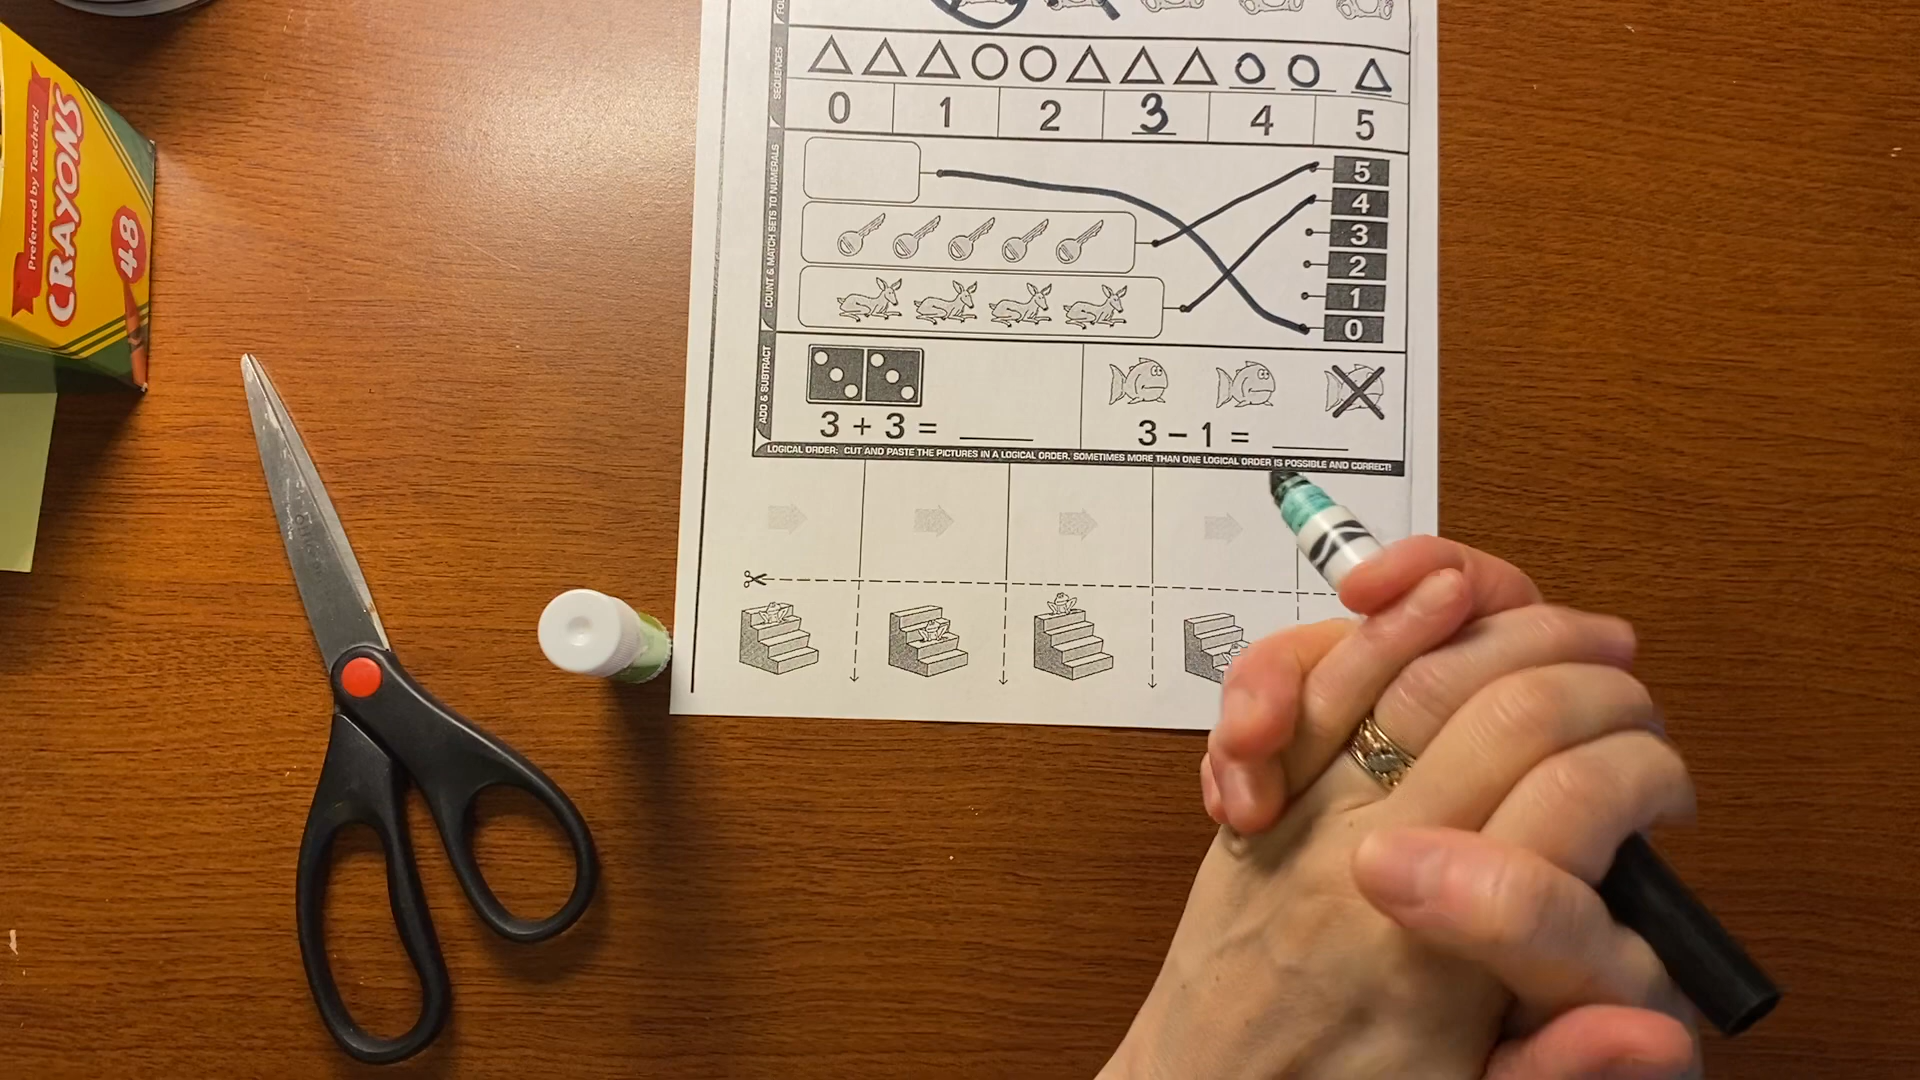 Preferred by Teachers!
CRAYONS
48
SEQUENCES
0 1 2 3 4 5
COUNT & MATCH SETS TO NUMERALS
5
4
3
2
1
0
ADD & SUBTRACT
3 + 3 = ____
3 - 1 = ____
LOGICAL ORDER: CUT AND PASTE THE PICTURES IN A LOGICAL ORDER. SOMETIMES MORE THAN ONE LOGICAL ORDER IS POSSIBLE AND CORRECT!